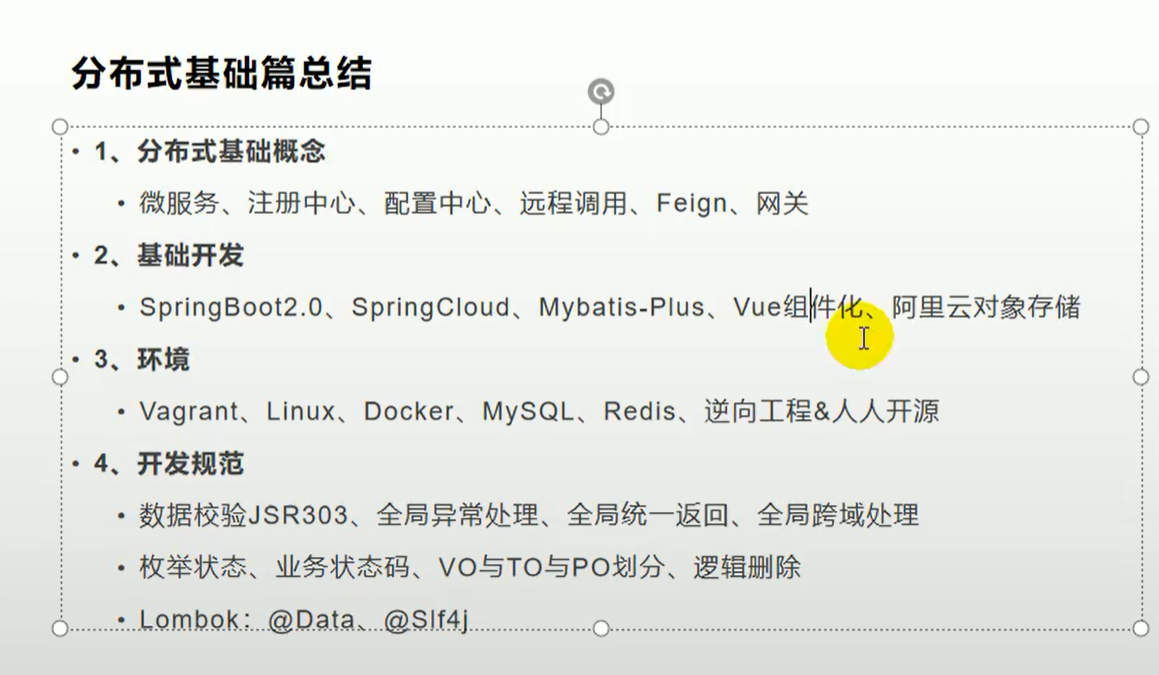 分布式基础篇总结
• 1、分布式基础概念
• 微服务、注册中心、配置中心、远程调用、Feign、网关
• 2、基础开发
• SpringBoot2.0、SpringCloud、Mybatis-Plus、Vue组件化、阿里云对象存储
• 3、环境
• Vagrant、Linux、Docker、MySQL、Redis、逆向工程&人人开源
• 4、开发规范
• 数据校验JSR303、全局异常处理、全局统一返回、全局跨域处理
• 枚举状态、业务状态码、VO与TO与PO划分、逻辑删除
• Lombok：@Data、@Slf4j